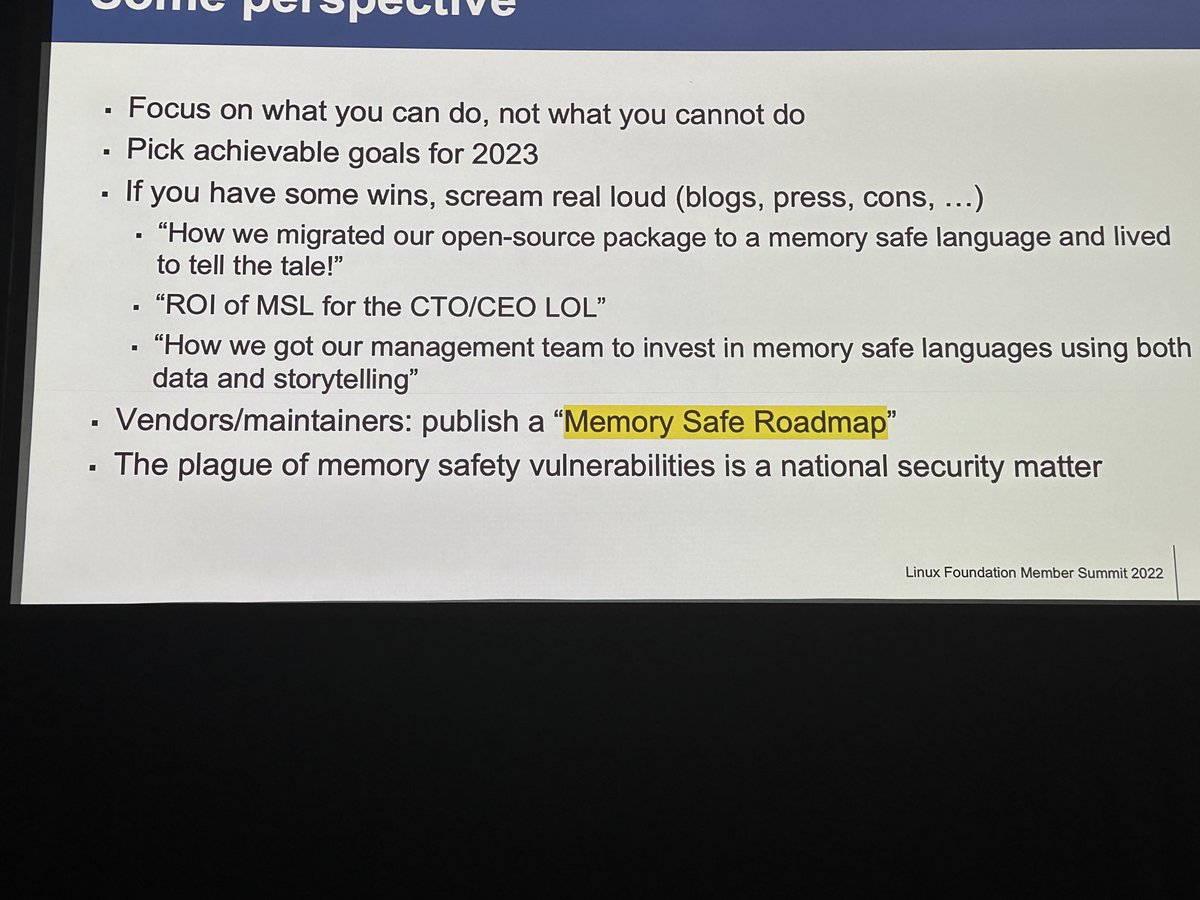 Some perspective
▪ Focus on what you can do, not what you cannot do
▪ Pick achievable goals for 2023
▪ If you have some wins, scream real loud (blogs, press, cons, …)
▪ “How we migrated our open-source package to a memory safe language and lived
to tell the tale!”
▪ “ROI of MSL for the CTO/CEO LOL”
▪ “How we got our management team to invest in memory safe languages using both
data and storytelling”
▪ Vendors/maintainers: publish a “Memory Safe Roadmap”
▪ The plague of memory safety vulnerabilities is a national security matter
Linux Foundation Member Summit 2022